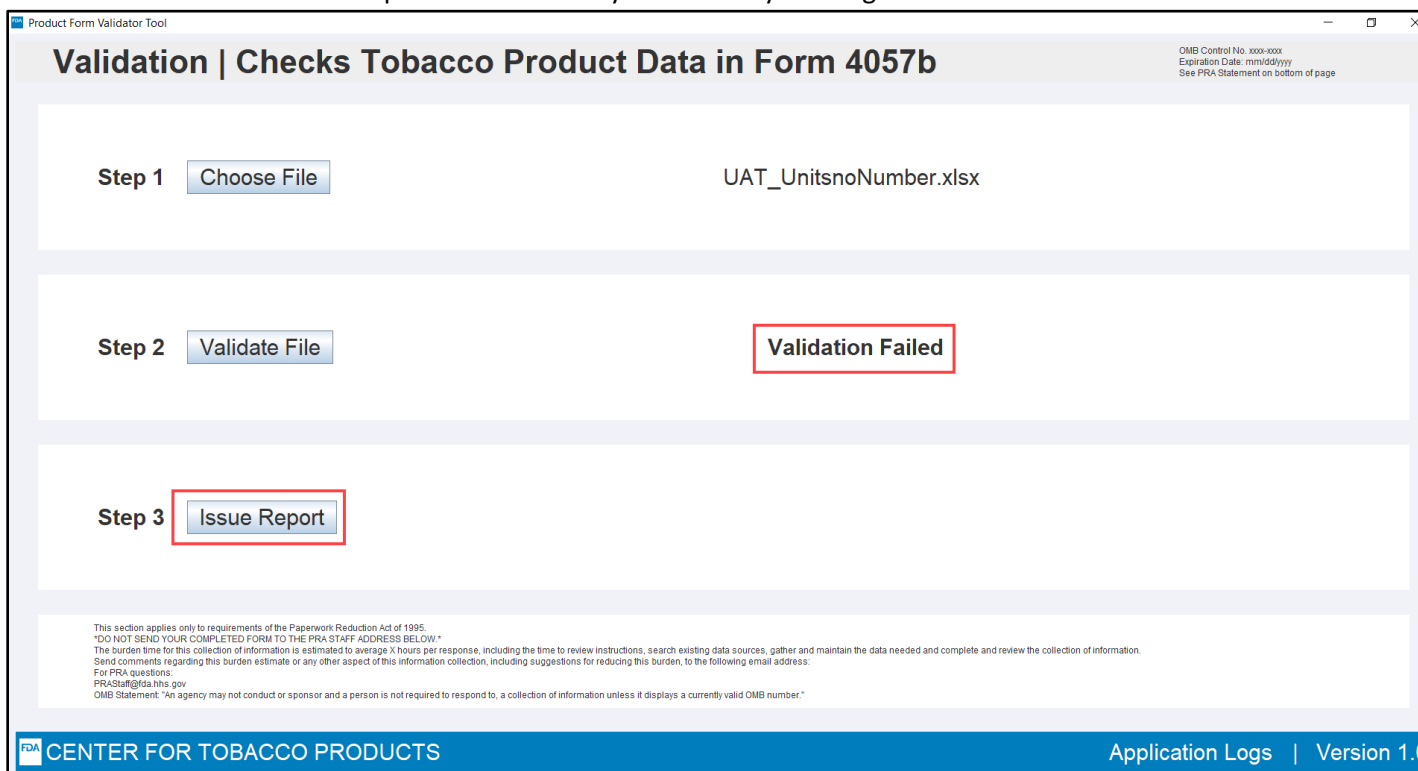 Product Form Validator Tool
Validation | Checks Tobacco Product Data in Form 4057b
OMB Control No. xxxx-xxxx
Expiration Date: mm/dd/yyyy
See PRA Statement on bottom of page
Step 1 Choose File UAT_UnitsnoNumber.xlsx
Step 2 Validate File Validation Failed
Step 3 Issue Report
This section applies only to requirements of the Paperwork Reduction Act of 1995.
*DO NOT SEND YOUR COMPLETED FORM TO THE PRA STAFF ADDRESS BELOW.*
The burden time for this collection of information is estimated to average X hours per response, including the time to review instructions, search existing data sources, gather and maintain the data needed and complete and review the collection of information.
Send comments regarding this burden estimate or any other aspect of this information collection, including suggestions for reducing this burden, to the following email address:
For PRA questions:
PRAStaff@fda.hhs.gov
OMB Statement: "An agency may not conduct or sponsor and a person is not required to respond to, a collection of information unless it displays a currently valid OMB number."
FDA CENTER FOR TOBACCO PRODUCTS Application Logs | Version 1.